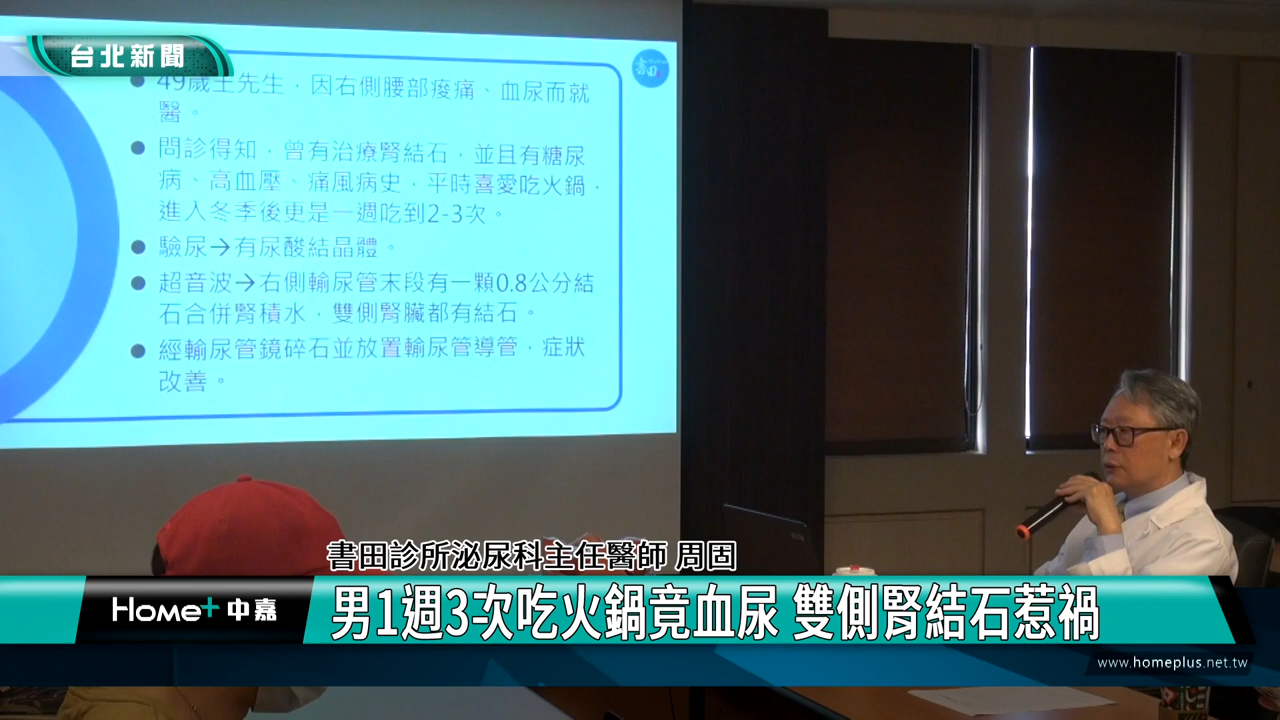 台北新聞
書田
49歲王先生，因右側腰部痠痛、血尿而就
醫。
問診得知，曾有治療腎結石，並且有糖尿
病、高血壓、痛風病史，平時喜愛吃火鍋，
進入冬季後更是一週吃到2-3次。
驗尿→有尿酸結晶體。
超音波→右側輸尿管末段有一顆0.8公分結
石合併腎積水，雙側腎臟都有結石。
經輸尿管鏡碎石並放置輸尿管導管，症狀
改善。
書田診所泌尿科主任醫師 周固
Home+ 中嘉
男1週3次吃火鍋竟血尿 雙側腎結石惹禍
www.homeplus.net.tw